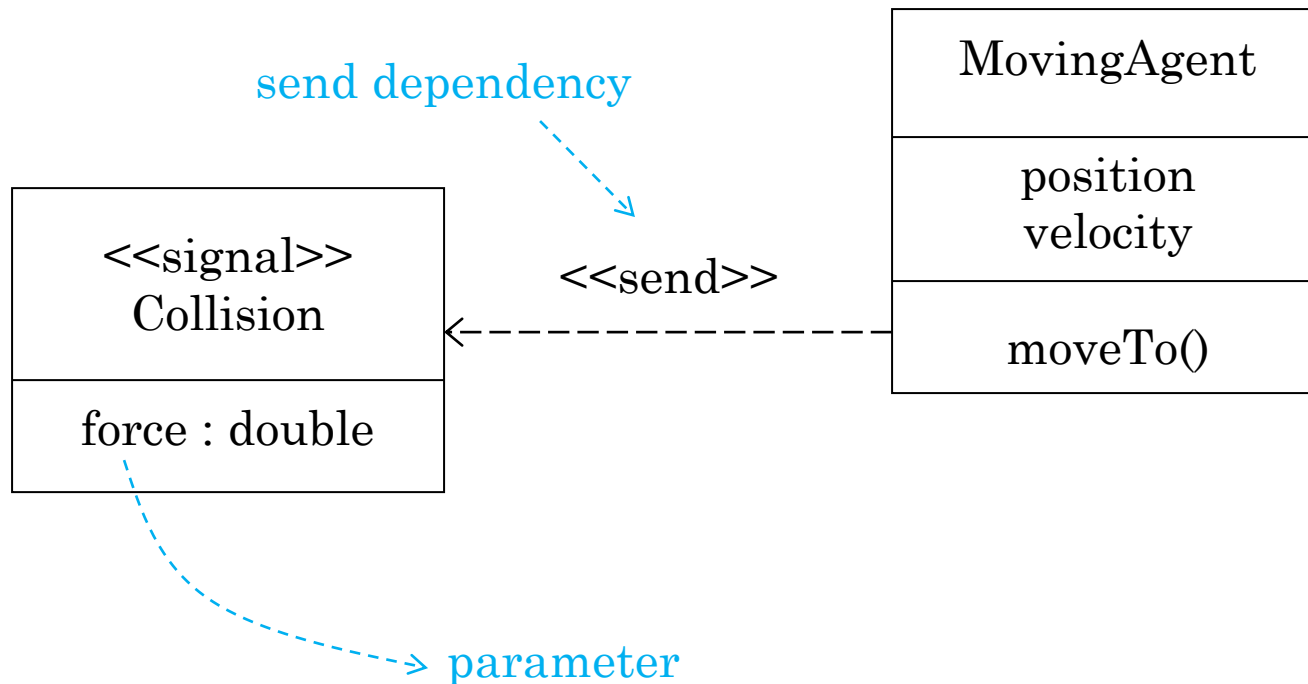 send dependency
MovingAgent
position
velocity
moveTo()
<<signal>>
Collision
<<send>>
force : double
parameter